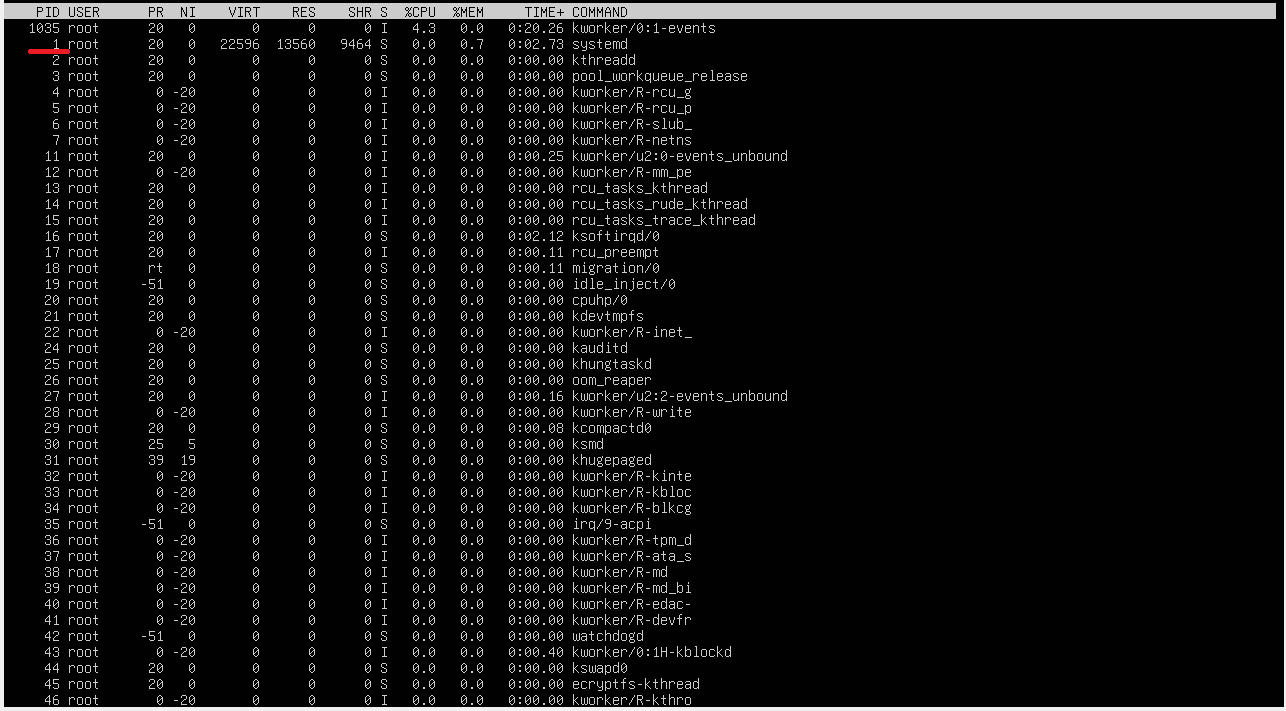 PID USER PR NI VIRT RES SHR S %CPU %MEM TIME+ COMMAND
1035 root 20 0 0 0 0 I 4.3 0.0 0:20.26 kworker/0:1-events
1 root 20 0 22596 13560 9464 S 0.0 0.7 0:02.73 systemd
2 root 20 0 0 0 0 S 0.0 0.0 0:00.00 kthreadd
3 root 20 0 0 0 0 S 0.0 0.0 0:00.00 pool_workqueue_release
4 root 0 -20 0 0 0 I 0.0 0.0 0:00.00 kworker/R-rcu_g
5 root 0 -20 0 0 0 I 0.0 0.0 0:00.00 kworker/R-rcu_p
6 root 0 -20 0 0 0 I 0.0 0.0 0:00.00 kworker/R-slub_
7 root 0 -20 0 0 0 I 0.0 0.0 0:00.00 kworker/R-netns
11 root 20 0 0 0 0 I 0.0 0.0 0:00.25 kworker/u2:0-events_unbound
12 root 0 -20 0 0 0 I 0.0 0.0 0:00.00 kworker/R-mm_pe
13 root 20 0 0 0 0 I 0.0 0.0 0:00.00 rcu_tasks_kthread
14 root 20 0 0 0 0 I 0.0 0.0 0:00.00 rcu_tasks_rude_kthread
15 root 20 0 0 0 0 I 0.0 0.0 0:00.00 rcu_tasks_trace_kthread
16 root 20 0 0 0 0 S 0.0 0.0 0:02.12 ksoftirqd/0
17 root 20 0 0 0 0 I 0.0 0.0 0:00.11 rcu_preempt
18 root rt 0 0 0 0 S 0.0 0.0 0:00.11 migration/0
19 root -51 0 0 0 0 S 0.0 0.0 0:00.00 idle_inject/0
20 root 20 0 0 0 0 S 0.0 0.0 0:00.00 cpuhp/0
21 root 20 0 0 0 0 S 0.0 0.0 0:00.00 kdevtmpfs
22 root 0 -20 0 0 0 I 0.0 0.0 0:00.00 kworker/R-inet_
24 root 20 0 0 0 0 S 0.0 0.0 0:00.00 kauditd
25 root 20 0 0 0 0 S 0.0 0.0 0:00.00 khungtaskd
26 root 20 0 0 0 0 S 0.0 0.0 0:00.00 oom_reaper
27 root 20 0 0 0 0 I 0.0 0.0 0:00.16 kworker/u2:2-events_unbound
28 root 0 -20 0 0 0 I 0.0 0.0 0:00.00 kworker/R-write
29 root 20 0 0 0 0 S 0.0 0.0 0:00.08 kcompactd0
30 root 25 5 0 0 0 S 0.0 0.0 0:00.00 ksmd
31 root 39 19 0 0 0 S 0.0 0.0 0:00.00 khugepaged
32 root 0 -20 0 0 0 I 0.0 0.0 0:00.00 kworker/R-kinte
33 root 0 -20 0 0 0 I 0.0 0.0 0:00.00 kworker/R-kbloc
34 root 0 -20 0 0 0 I 0.0 0.0 0:00.00 kworker/R-blkcg
35 root -51 0 0 0 0 S 0.0 0.0 0:00.00 irq/9-acpi
36 root 0 -20 0 0 0 I 0.0 0.0 0:00.00 kworker/R-tpm_d
37 root 0 -20 0 0 0 I 0.0 0.0 0:00.00 kworker/R-ata_s
38 root 0 -20 0 0 0 I 0.0 0.0 0:00.00 kworker/R-md
39 root 0 -20 0 0 0 I 0.0 0.0 0:00.00 kworker/R-md_bi
40 root 0 -20 0 0 0 I 0.0 0.0 0:00.00 kworker/R-edac-
41 root 0 -20 0 0 0 I 0.0 0.0 0:00.00 kworker/R-devfr
42 root -51 0 0 0 0 S 0.0 0.0 0:00.00 watchdogd
43 root 0 -20 0 0 0 I 0.0 0.0 0:00.40 kworker/0:1H-kblockd
44 root 20 0 0 0 0 S 0.0 0.0 0:00.00 kswapd0
45 root 20 0 0 0 0 S 0.0 0.0 0:00.00 ecryptfs-kthread
46 root 0 -20 0 0 0 I 0.0 0.0 0:00.00 kworker/R-kthro